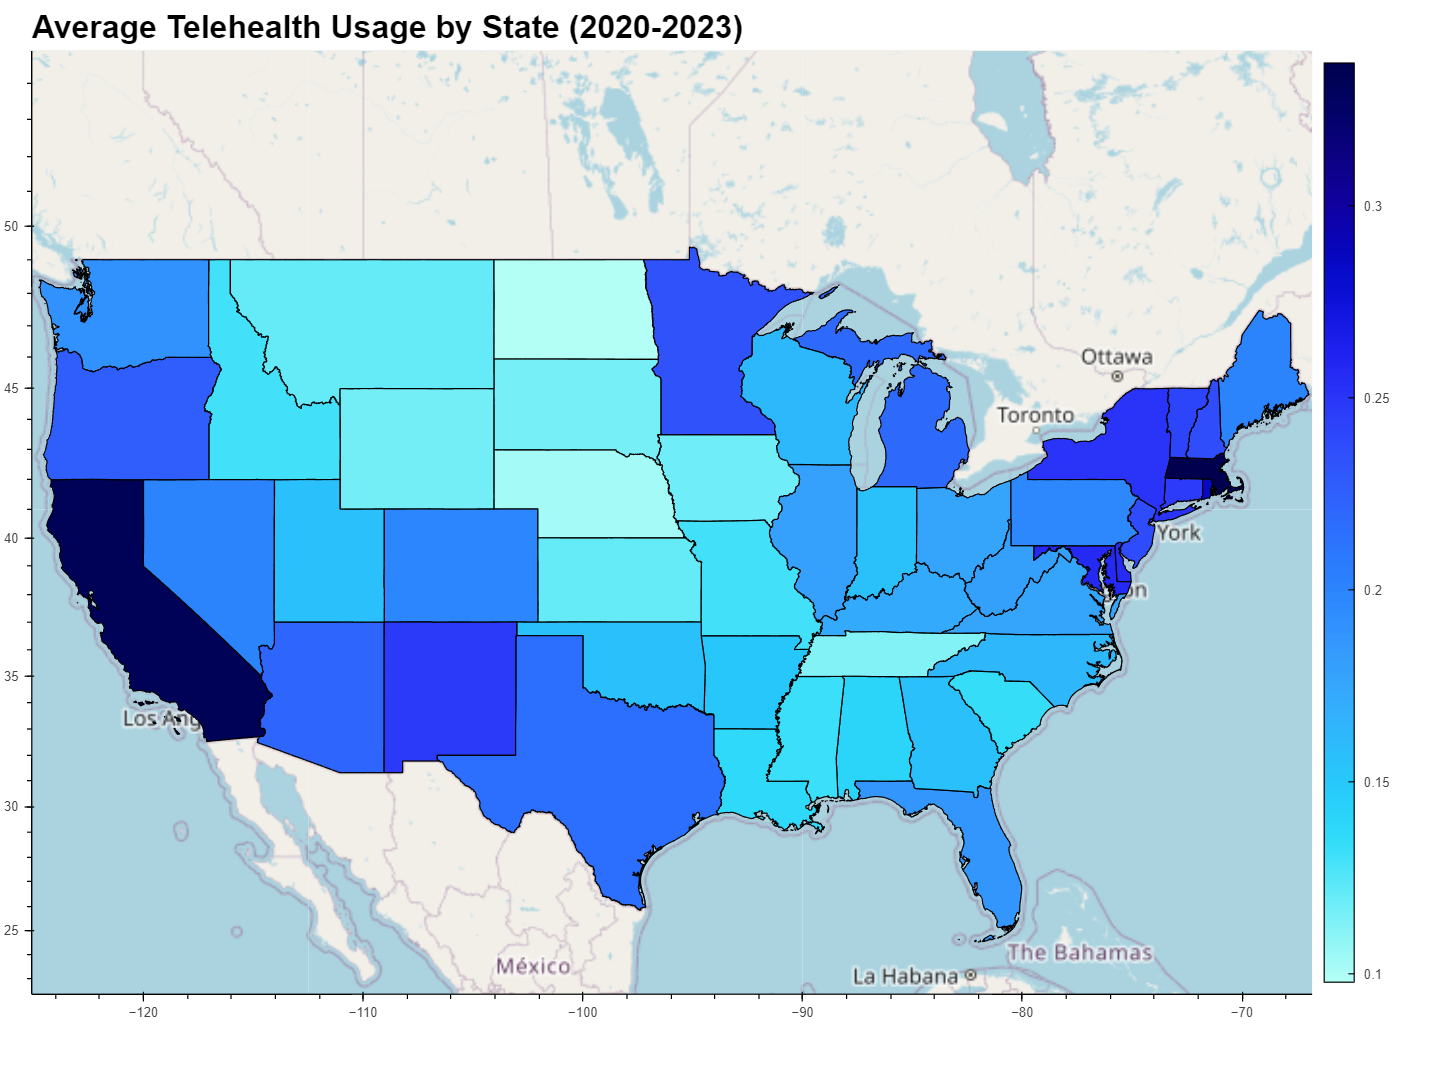 Average Telehealth Usage by State (2020-2023)
50
45
40
35
30
25
−120
−110
−100
−90
−80
−70
0.3
0.25
0.2
0.15
0.1
Ottawa
Toronto
York
on
Los Ang
México
La Habana
The Bahamas